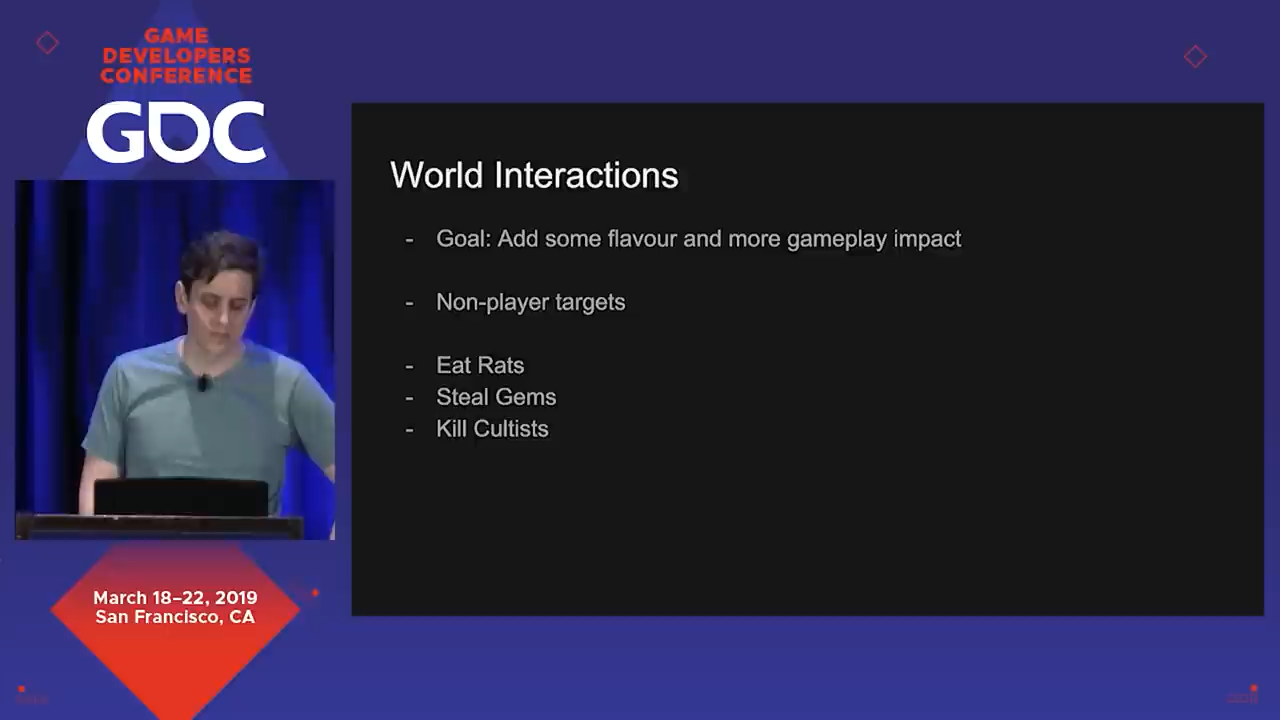 GAME
DEVELOPERS
CONFERENCE
GDC
World Interactions
- Goal: Add some flavour and more gameplay impact
- Non-player targets
- Eat Rats
- Steal Gems
- Kill Cultists
March 18–22, 2019
San Francisco, CA